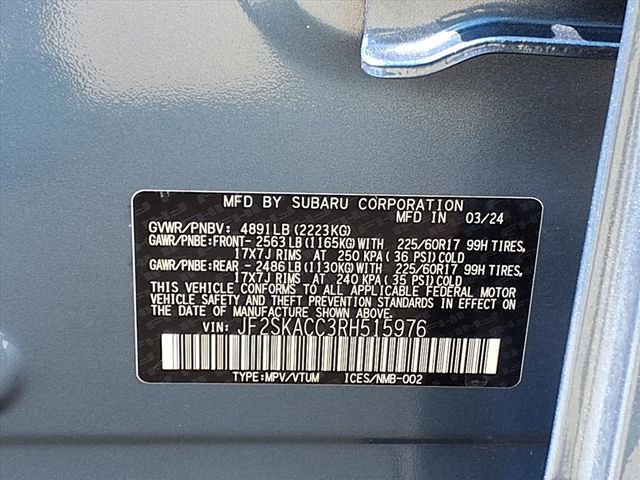 MFD BY SUBARU CORPORATION
MFD IN 03/24
GVWR/PNBV: 4891LB(2223KG)
GAWR/PNBE:FRONT- 2563LB(1165KG)WITH 225/60R17 99H TIRES,
17X7J RIMS AT 250 KPA(36 PSI)COLD
GAWR/PNBE:REAR - 2486LB(1130KG)WITH 225/60R17 99H TIRES,
17X7J RIMS AT 240 KPA(35 PSI)COLD
THIS VEHICLE CONFORMS TO ALL APPLICABLE FEDERAL MOTOR
VEHICLE SAFETY AND THEFT PREVENTION STANDARDS IN EFFECT ON
THE DATE OF MANUFACTURE SHOWN ABOVE.
VIN: JF2SKACC3RH515976
TYPE:MPV/VTUM ICES/NMB-002